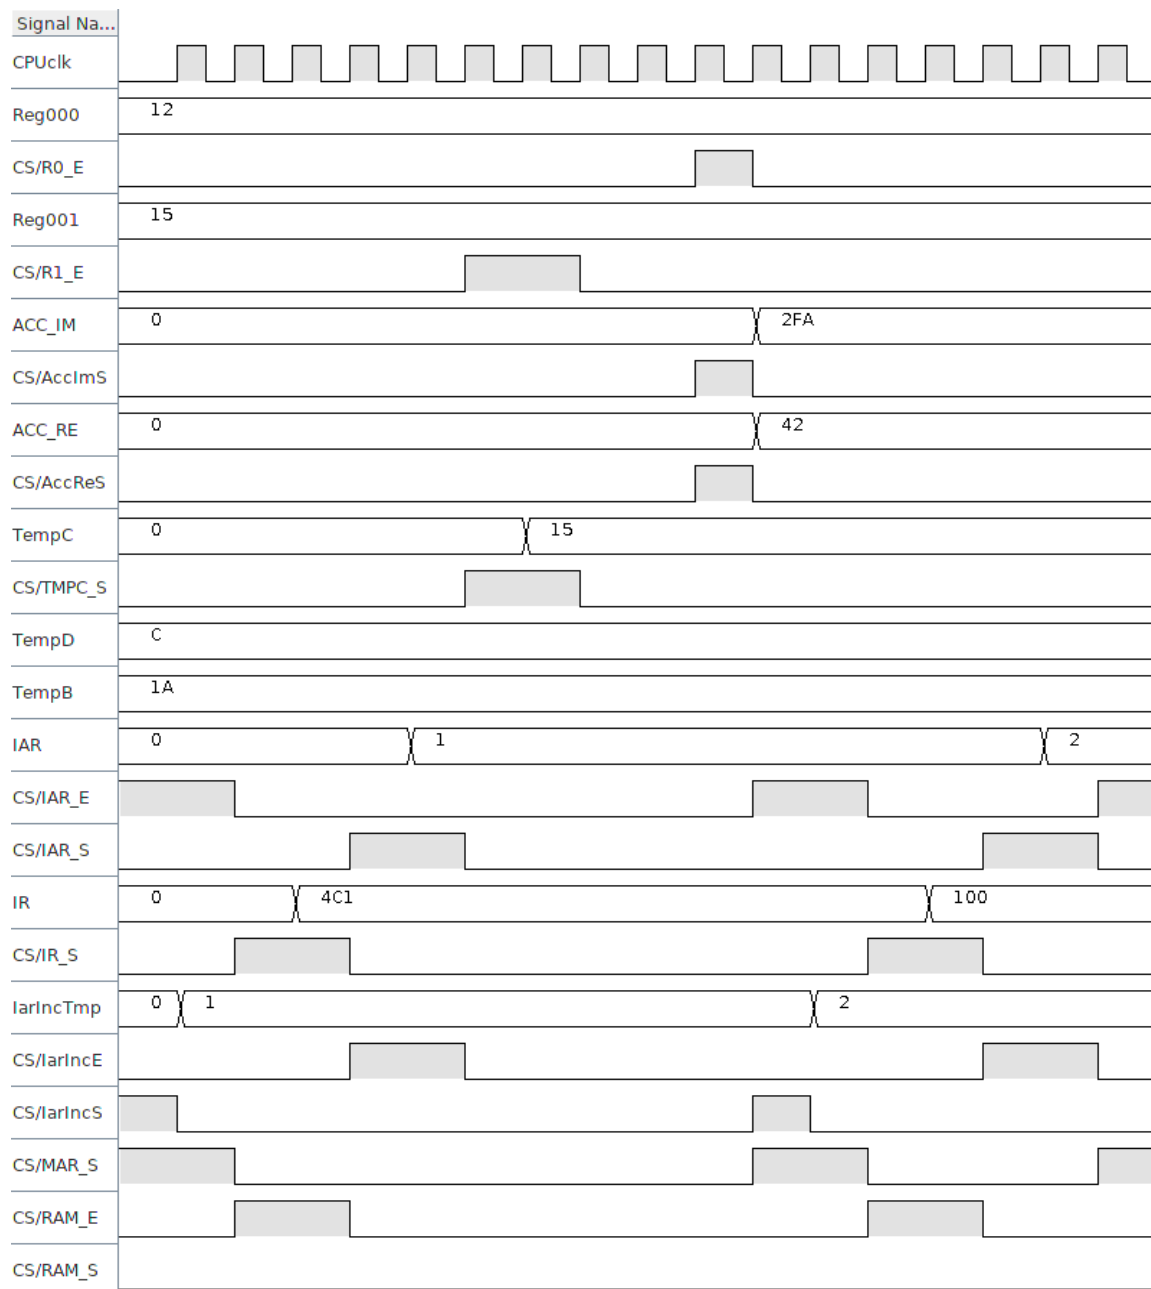 Signal Na...
CPUclk
Reg000 12
CS/R0_E
Reg001 15
CS/R1_E
ACC_IM 0 2FA
CS/AccImS
ACC_RE 0 42
CS/AccReS
TempC 0 15
CS/TMPC_S
TempD C
TempB 1A
IAR 0 1 2
CS/IAR_E
CS/IAR_S
IR 0 4C1 100
CS/IR_S
IarIncTmp 0 1 2
CS/IarIncE
CS/IarIncS
CS/MAR_S
CS/RAM_E
CS/RAM_S